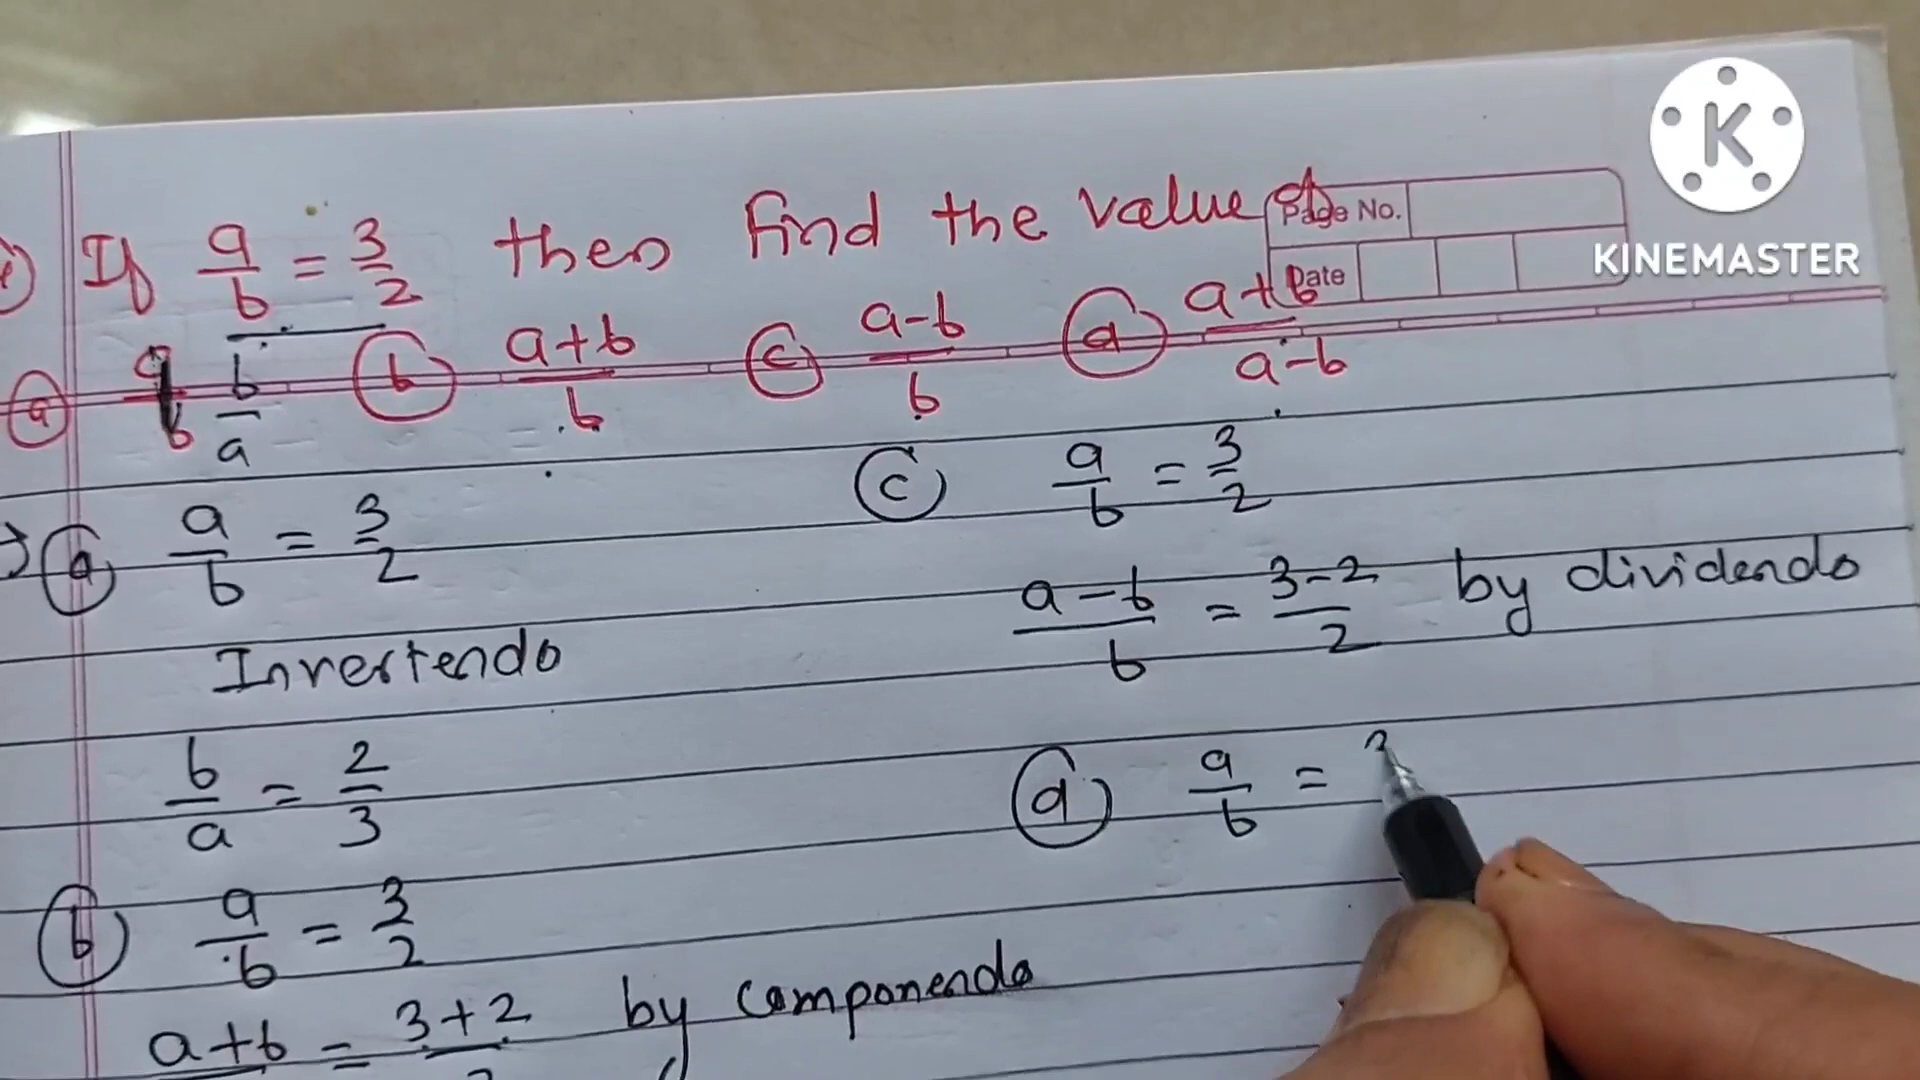 If a/b = 3/2 then find the value of
Page No.
Date
KINEMASTER
(a) b/a (b) a+b/b (c) a-b/b (d) a+b/a-b
(a) a/b = 3/2
Invertendo
b/a = 2/3
(b) a/b = 3/2
a+b = 3+2 by componendo
(c) a/b = 3/2
a-b/b = 3-2/2 by dividendo
(d) a/b = 3